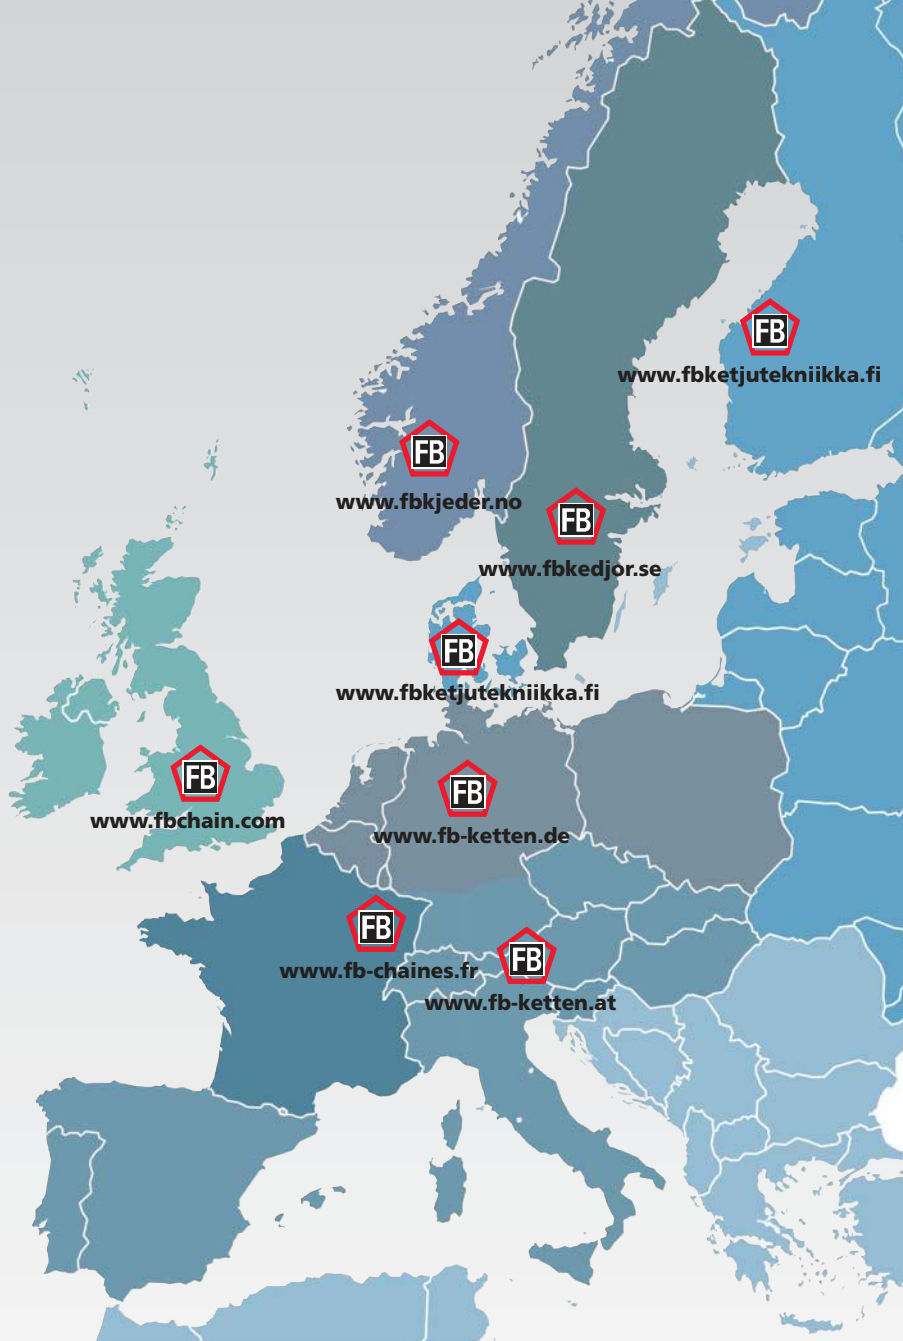 FB
www.fbketjutekniikka.fi
FB
www.fbkjeder.no
FB
www.fbkedjor.se
FB
www.fbketjutekniikka.fi
FB
www.fbchain.com
FB
www.fb-ketten.de
FB
www.fb-chaines.fr
FB
www.fb-ketten.at